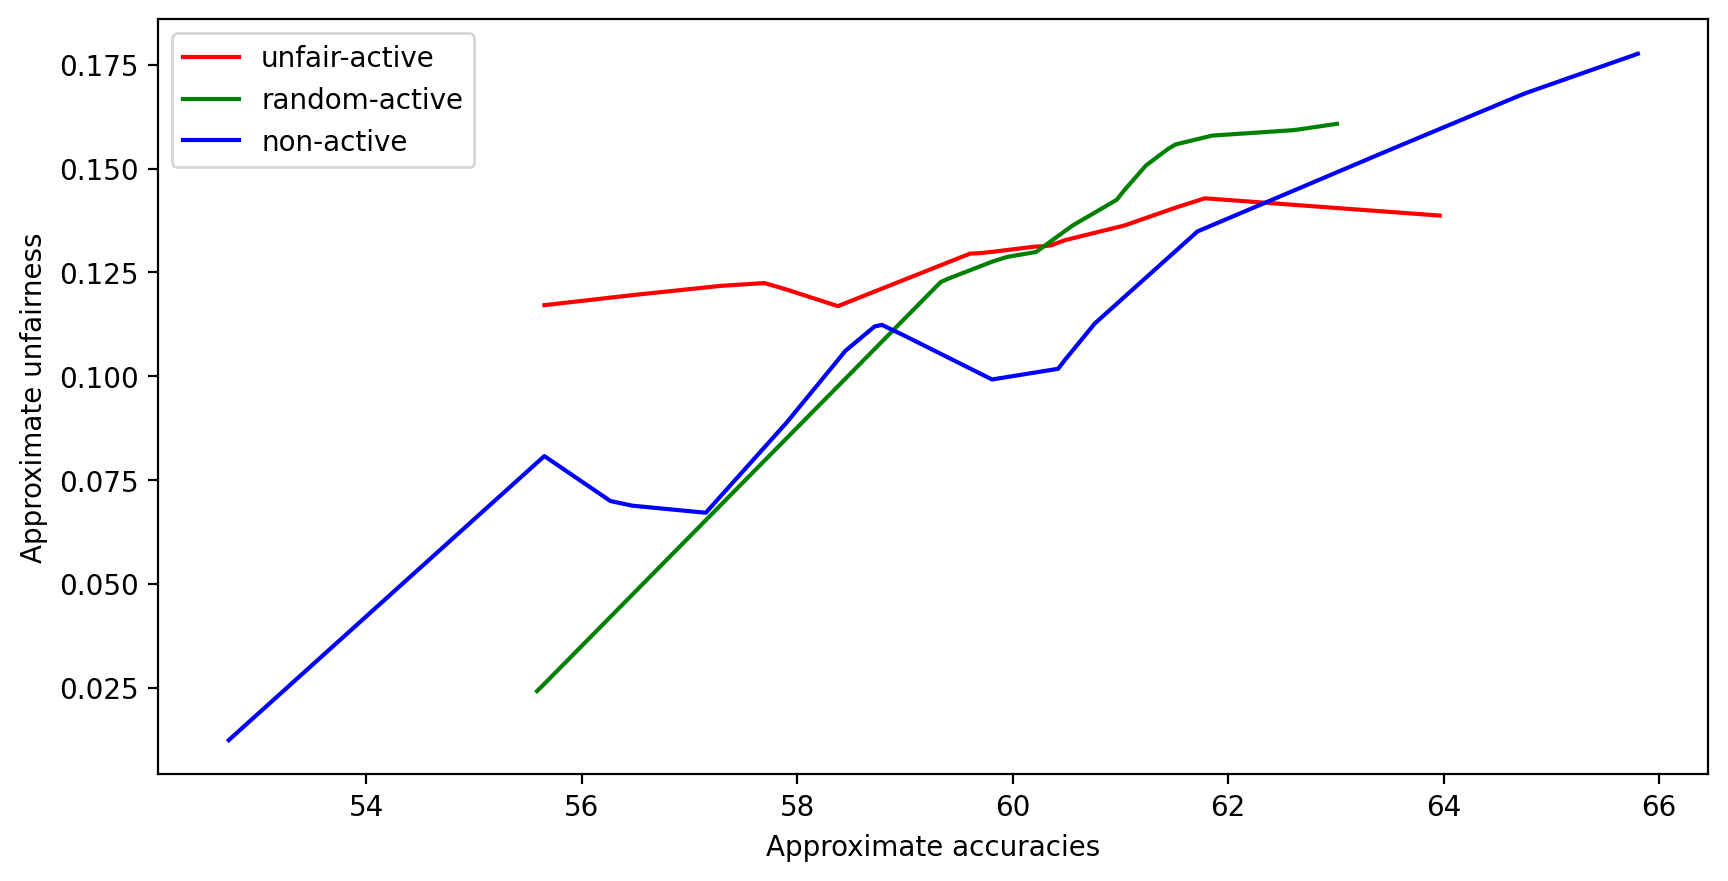 unfair-active
random-active
non-active
0.175
0.150
0.125
0.100
0.075
0.050
0.025
Approximate unfairness
54 56 58 60 62 64 66
Approximate accuracies